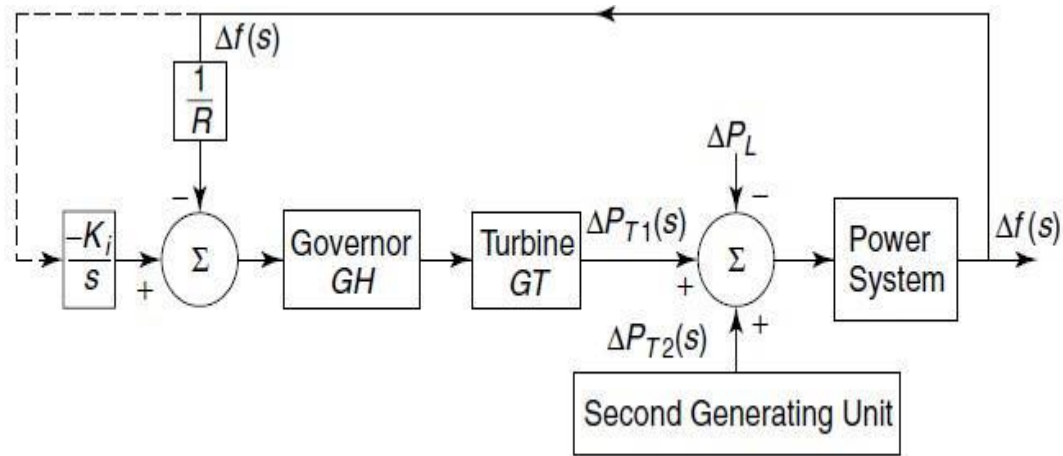 Δf(s)
1
R
ΔP_L
−
−
−K_i
s
+
Σ
Governor
GH
Turbine
GT
ΔP_T1(s)
+
Σ
+
Power
System
Δf(s)
ΔP_T2(s)
Second Generating Unit